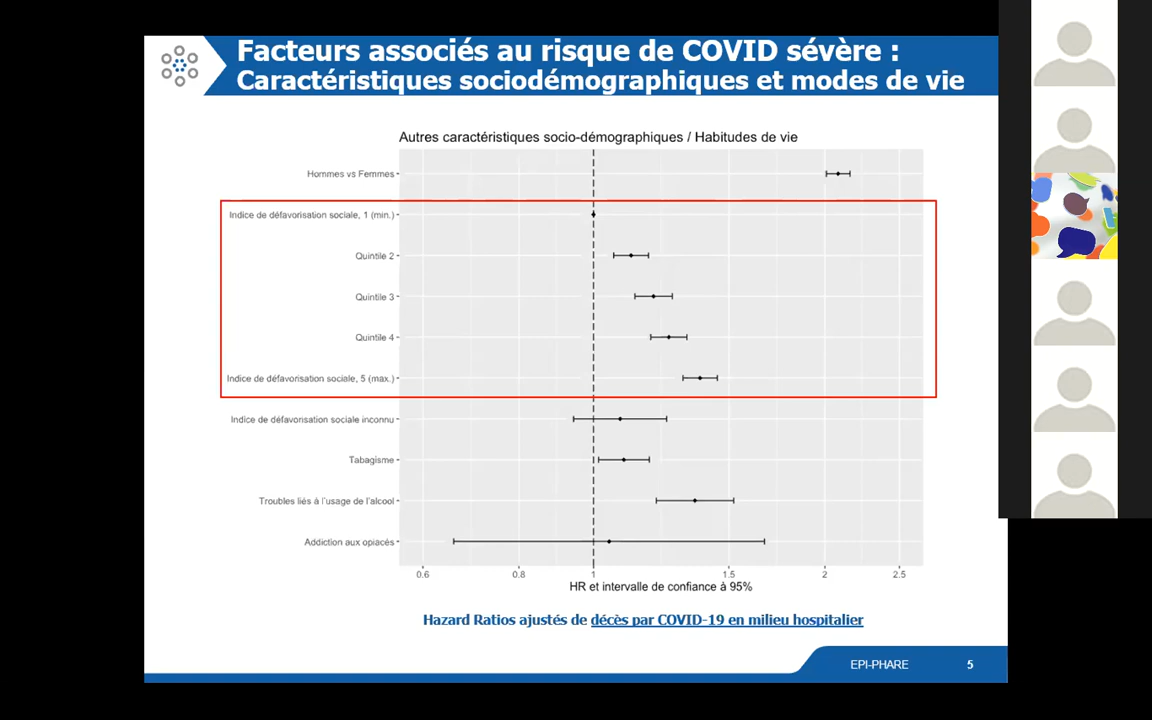 Facteurs associés au risque de COVID sévère :
Caractéristiques sociodémographiques et modes de vie
Autres caractéristiques socio-démographiques / Habitudes de vie
Hommes vs Femmes
Indice de défavorisation sociale, 1 (min.)
Quintile 2
Quintile 3
Quintile 4
Indice de défavorisation sociale, 5 (max.)
Indice de défavorisation sociale inconnu
Tabagisme
Troubles liés à l'usage de l'alcool
Addiction aux opiacés
0.6 0.8 1 1.5 2 2.5
HR et intervalle de confiance à 95%
Hazard Ratios ajustés de décès par COVID-19 en milieu hospitalier
EPI-PHARE 5